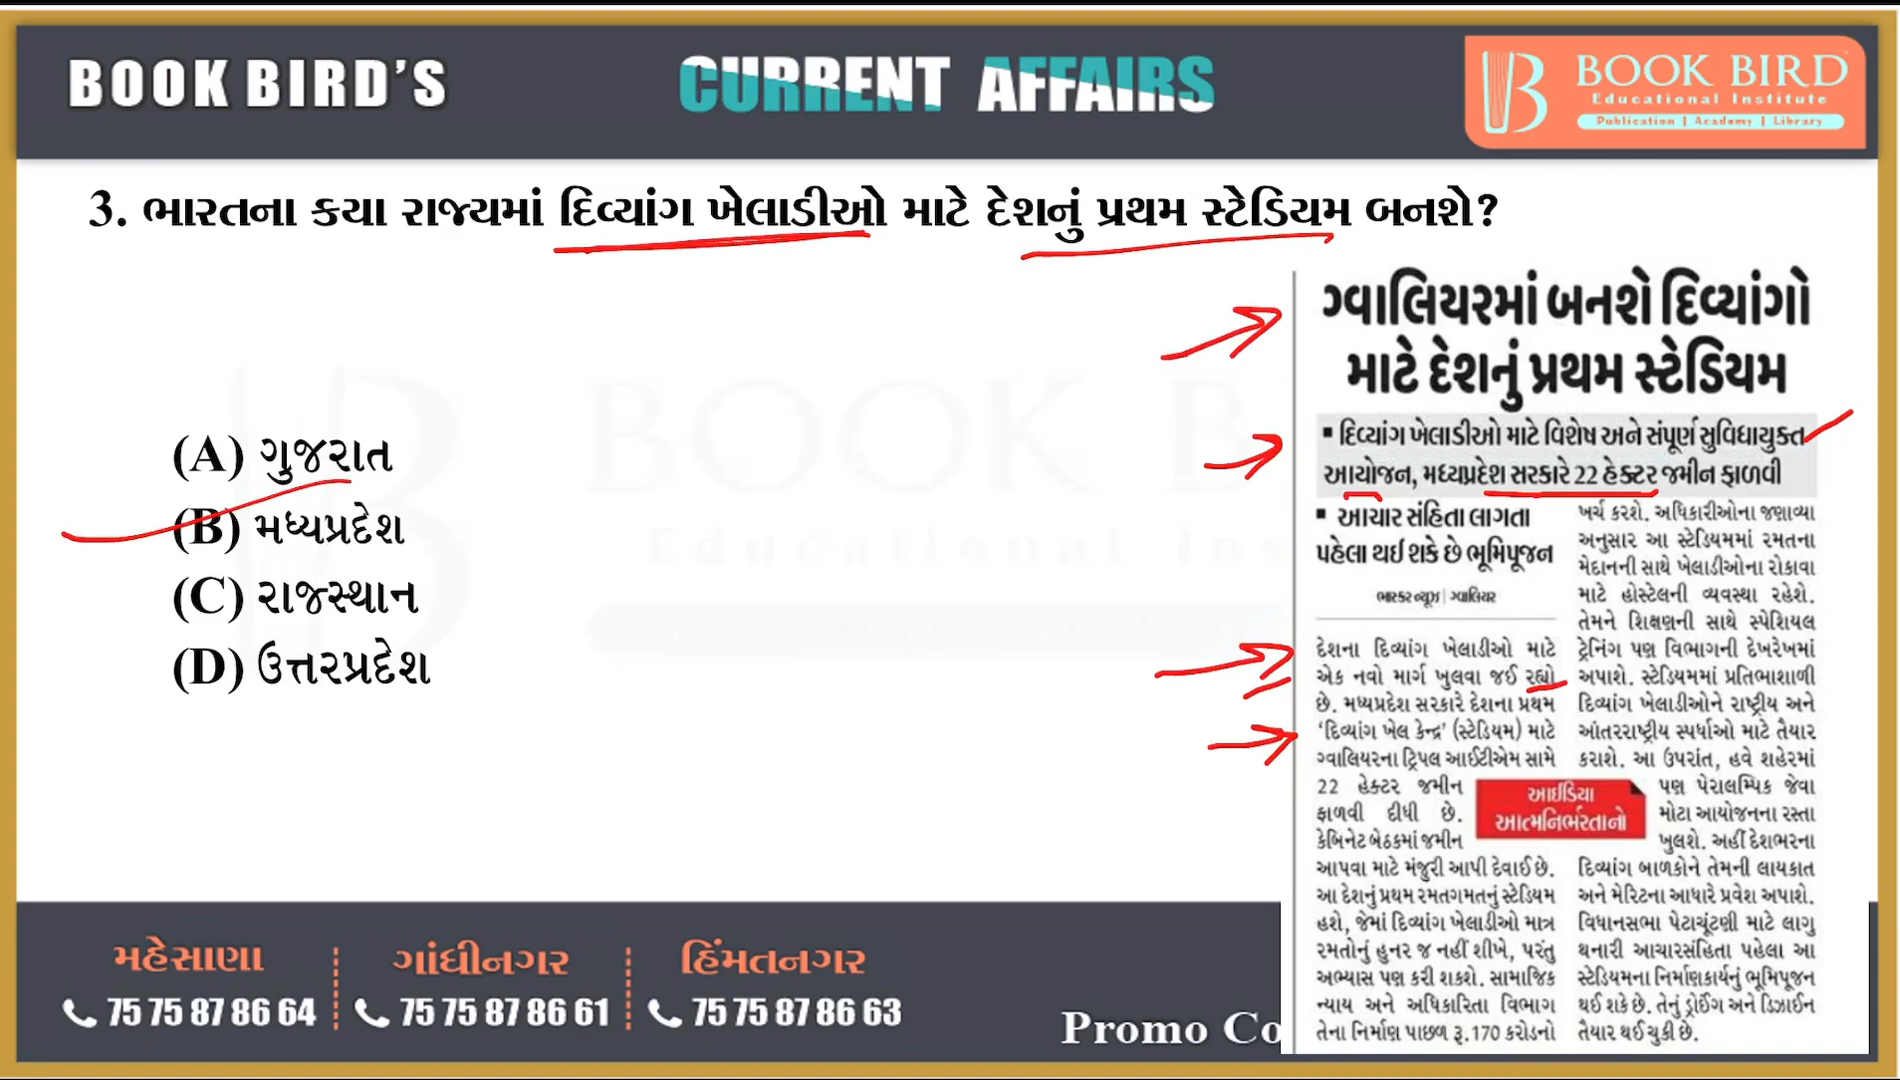 BOOK BIRD'S
CURRENT AFFAIRS
BOOK BIRD
Educational Institute
Publication | Academy | Library
3. ભારતના કયા રાજ્યમાં દિવ્યાંગ ખેલાડીઓ માટે દેશનું પ્રથમ સ્ટેડિયમ બનશે?
(A) ગુજરાત
(B) મધ્યપ્રદેશ
(C) રાજસ્થાન
(D) ઉત્તરપ્રદેશ
ગ્વાલિયરમાં બનશે દિવ્યાંગો
માટે દેશનું પ્રથમ સ્ટેડિયમ
▪ દિવ્યાંગ ખેલાડીઓ માટે વિશેષ અને સંપૂર્ણ સુવિધાયુક્ત
આયોજન, મધ્યપ્રદેશ સરકારે 22 હેક્ટર જમીન ફાળવી
▪ આચાર સંહિતા લાગતા
પહેલા થઈ શકે છે ભૂમિપૂજન
ભાસ્કર ન્યૂઝ | ગ્વાલિયર
દેશના દિવ્યાંગ ખેલાડીઓ માટે
એક નવો માર્ગ ખુલવા જઈ રહ્યો
છે. મધ્યપ્રદેશ સરકારે દેશના પ્રથમ
'દિવ્યાંગ ખેલ કેન્દ્ર' (સ્ટેડિયમ) માટે
ગ્વાલિયરના ટ્રિપલ આઈટીએમ સામે
22 હેક્ટર જમીન
ફાળવી દીધી છે.
કેબિનેટ બેઠકમાં જમીન
આપવા માટે મંજુરી આપી દેવાઈ છે.
આ દેશનું પ્રથમ રમતગમતનું સ્ટેડિયમ
હશે, જેમાં દિવ્યાંગ ખેલાડીઓ માત્ર
રમતોનું હુનર જ નહીં શીખે, પરંતુ
અભ્યાસ પણ કરી શકશે. સામાજિક
ન્યાય અને અધિકારિતા વિભાગ
તેના નિર્માણ પાછળ રૂ.170 કરોડનો
ખર્ચ કરશે. અધિકારીઓના જણાવ્યા
અનુસાર આ સ્ટેડિયમમાં રમતના
મેદાનની સાથે ખેલાડીઓના રોકાવા
માટે હોસ્ટેલની વ્યવસ્થા રહેશે.
તેમને શિક્ષણની સાથે સ્પેશિયલ
ટ્રેનિંગ પણ વિભાગની દેખરેખમાં
અપાશે. સ્ટેડિયમમાં પ્રતિભાશાળી
દિવ્યાંગ ખેલાડીઓને રાષ્ટ્રીય અને
આંતરરાષ્ટ્રીય સ્પર્ધાઓ માટે તૈયાર
કરાશે. આ ઉપરાંત, હવે શહેરમાં
પણ પેરાલમ્પિક જેવા
મોટા આયોજનના રસ્તા
ખુલશે. અહીં દેશભરના
દિવ્યાંગ બાળકોને તેમની લાયકાત
અને મેરિટના આધારે પ્રવેશ અપાશે.
વિધાનસભા પેટાચૂંટણી માટે લાગુ
થનારી આચારસંહિતા પહેલા આ
સ્ટેડિયમના નિર્માણકાર્યનું ભૂમિપૂજન
થઈ શકે છે. તેનું ડ્રોઈંગ અને ડિઝાઈન
તૈયાર થઈ ચુકી છે.
આઈડિયા
આત્મનિર્ભરતાનો
BOOK B
Educational Ins
મહેસાણા
75 75 87 86 64
ગાંધીનગર
75 75 87 86 61
હિંમતનગર
75 75 87 86 63
Promo Co